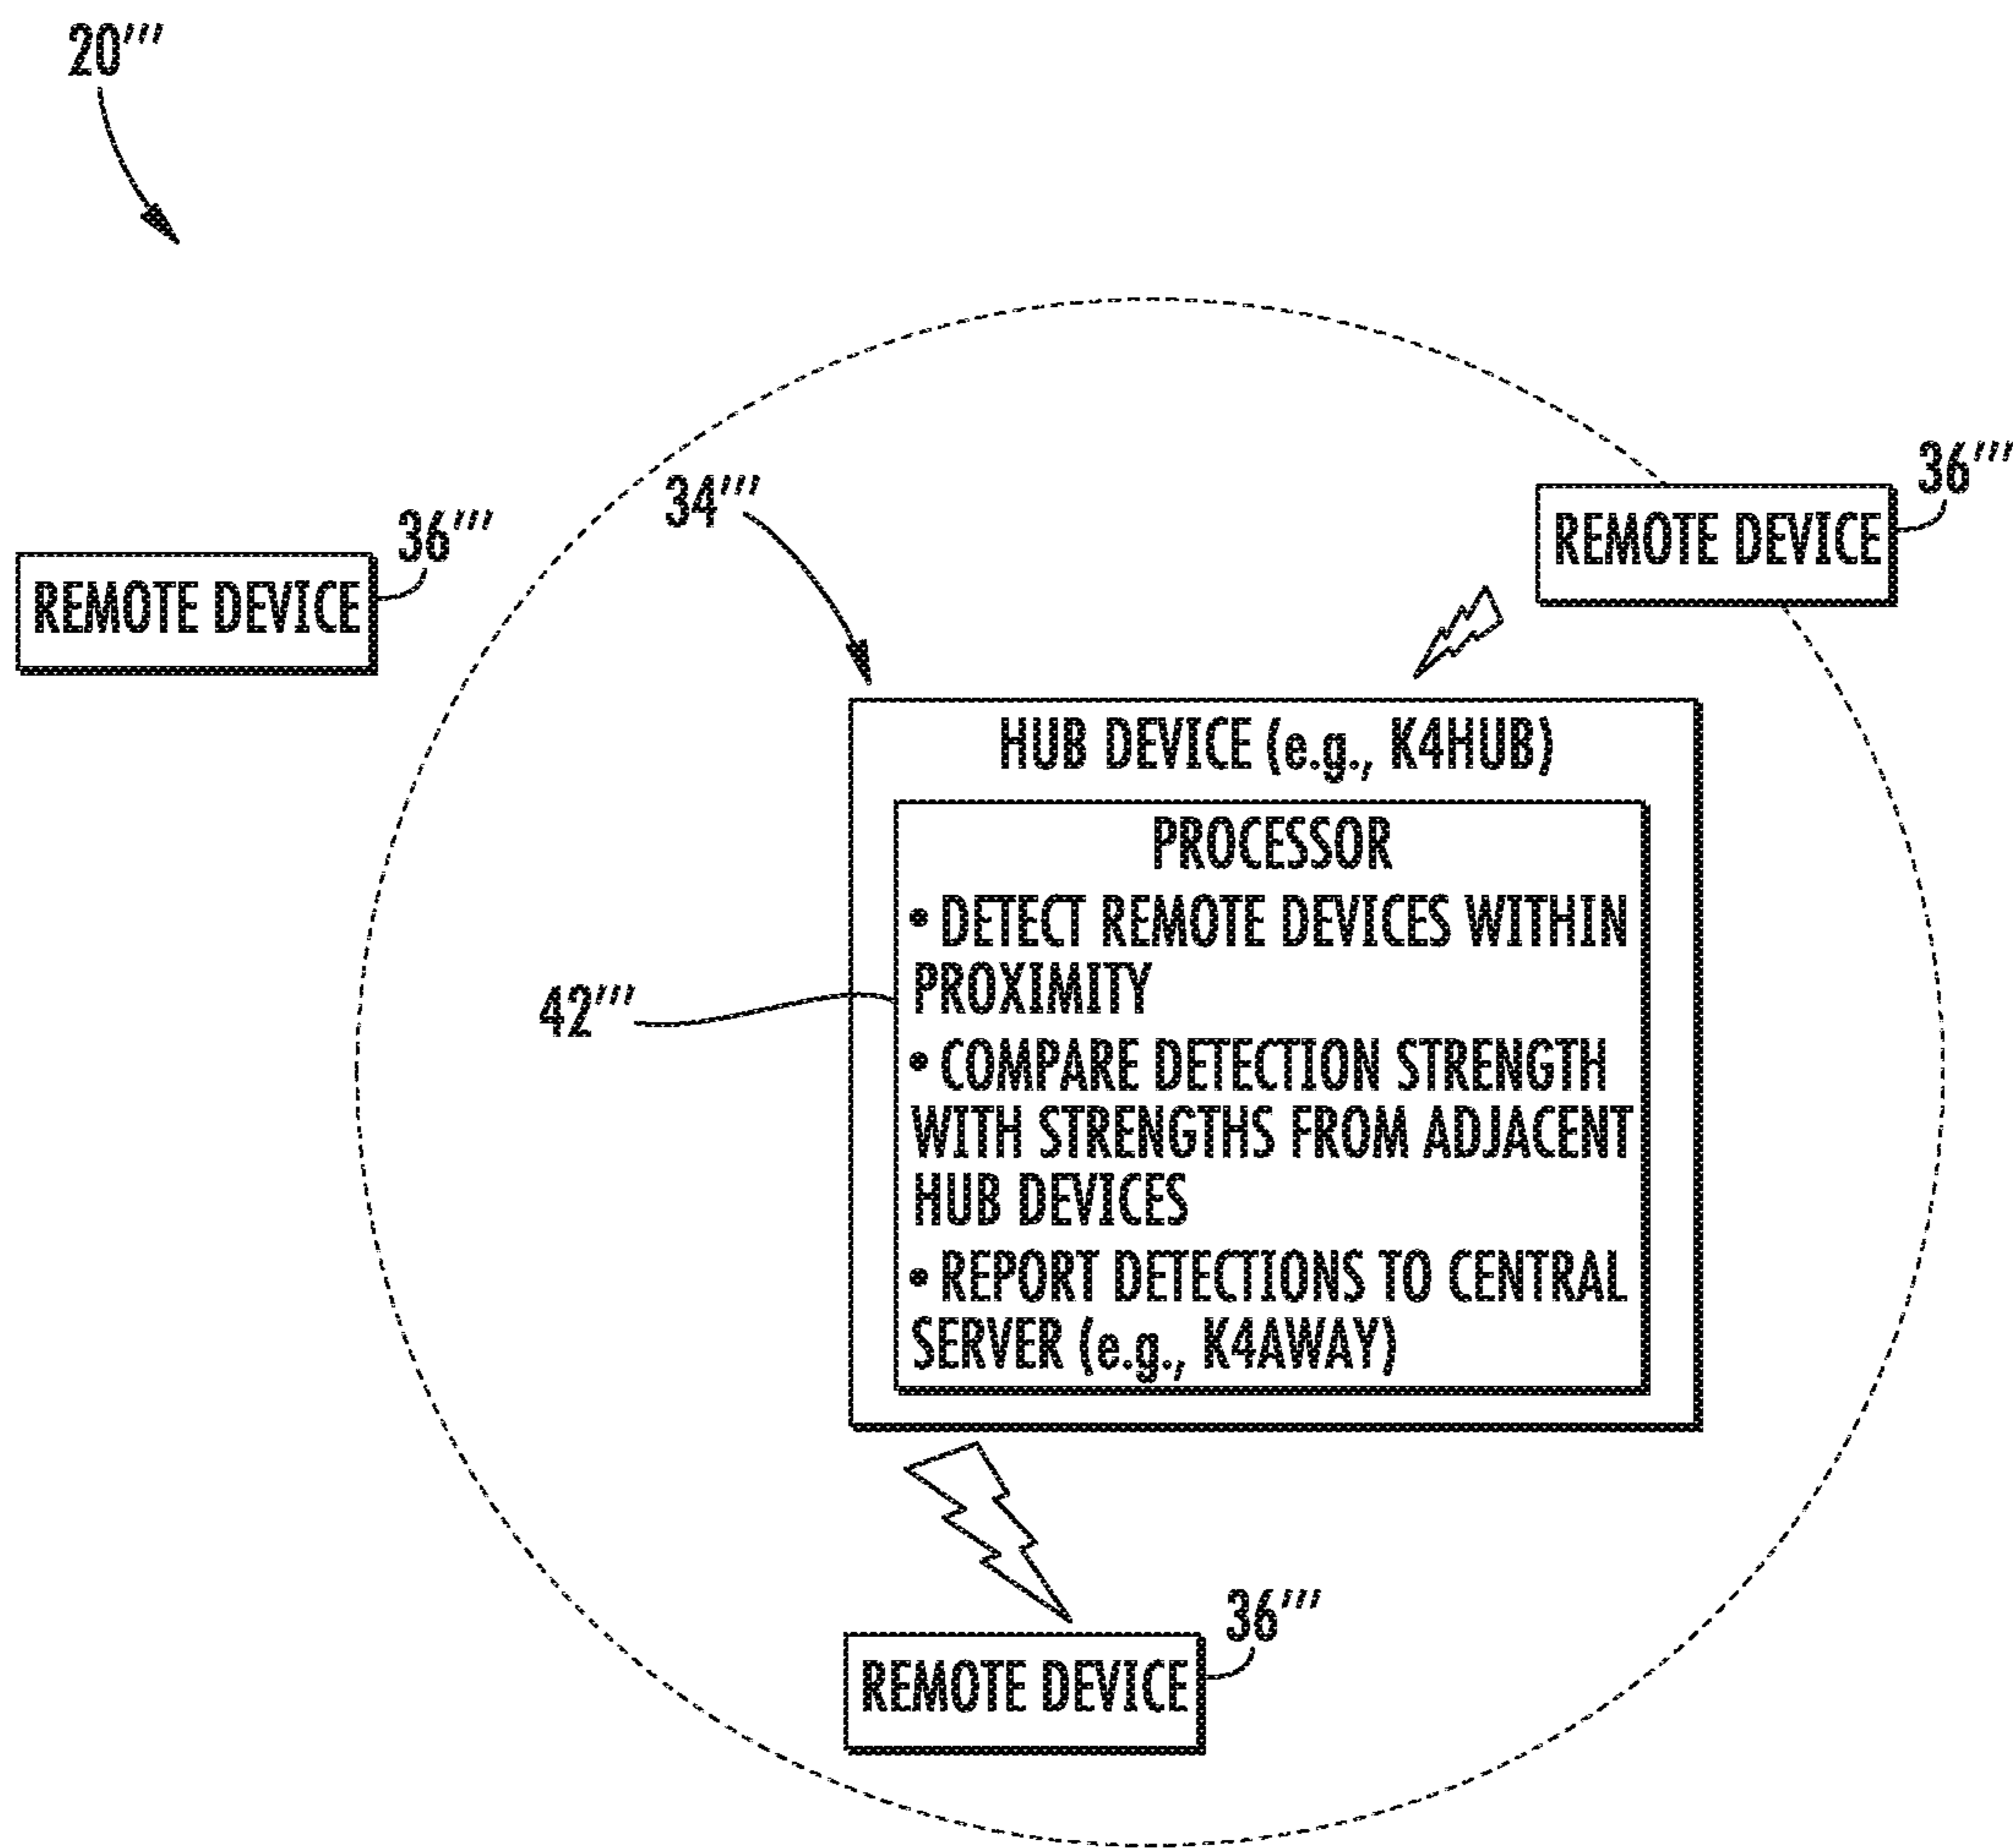 20'''
36'''
34'''
36'''
REMOTE DEVICE
REMOTE DEVICE
HUB DEVICE (e.g., K4HUB)
PROCESSOR
• DETECT REMOTE DEVICES WITHIN
PROXIMITY
42'''
• COMPARE DETECTION STRENGTH
WITH STRENGTHS FROM ADJACENT
HUB DEVICES
• REPORT DETECTIONS TO CENTRAL
SERVER (e.g., K4AWAY)
36'''
REMOTE DEVICE